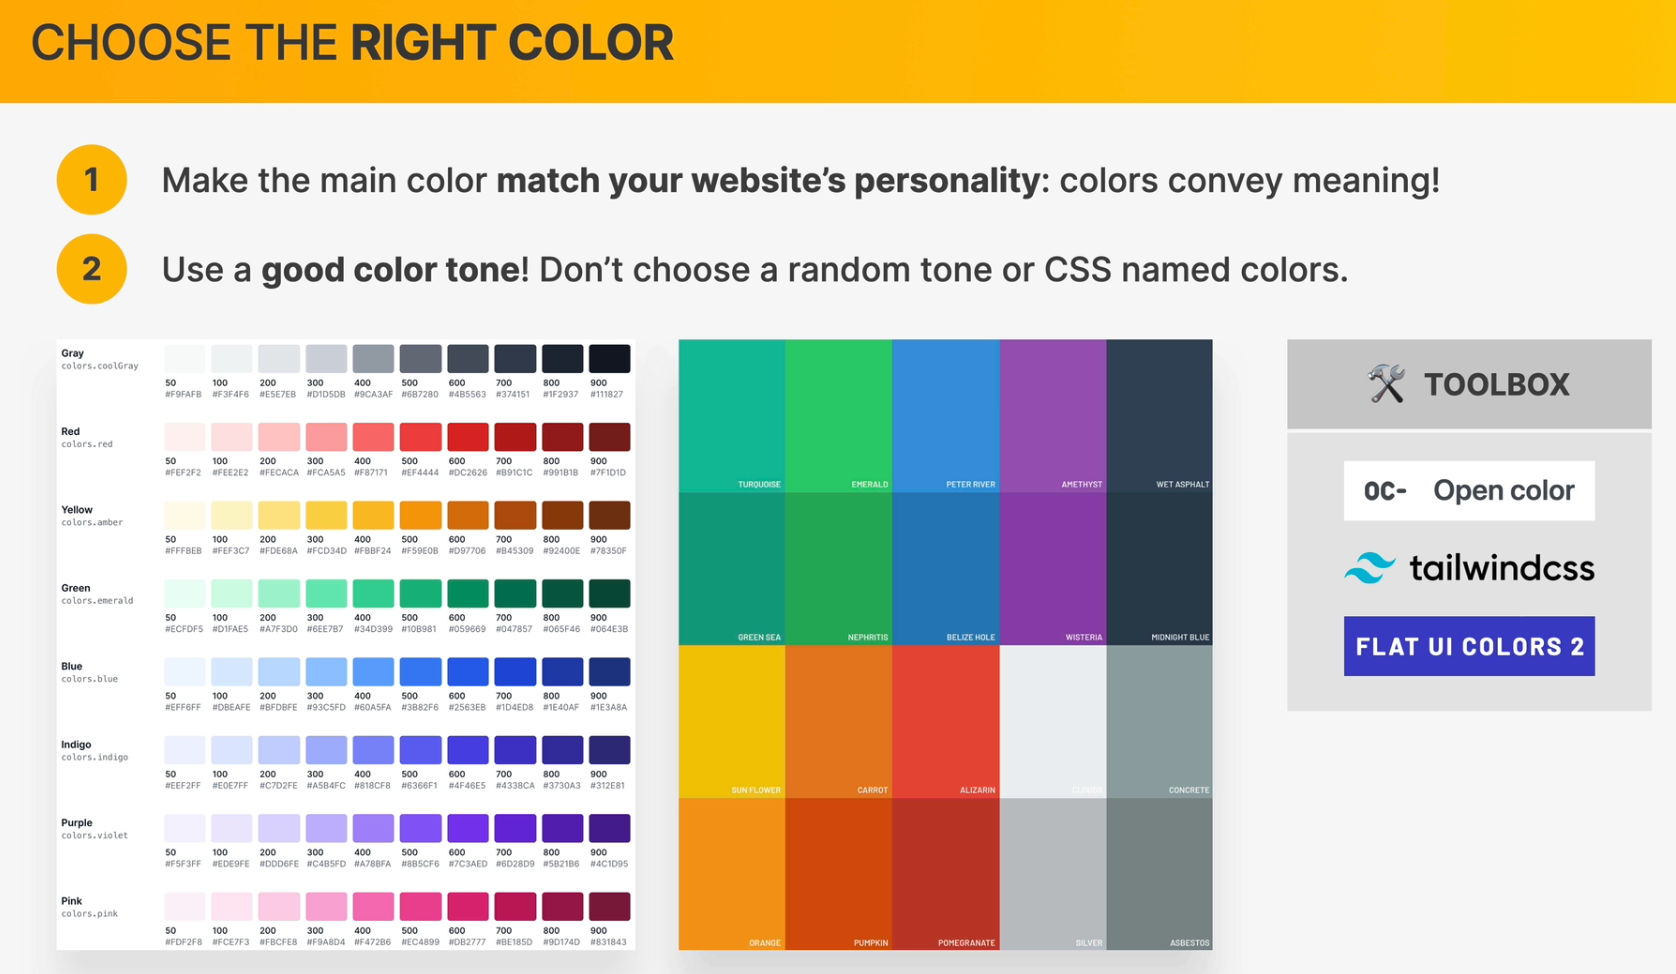 CHOOSE THE RIGHT COLOR
1 Make the main color match your website’s personality: colors convey meaning!
2 Use a good color tone! Don’t choose a random tone or CSS named colors.
Gray
colors.coolGray
50 100 200 300 400 500 600 700 800 900
#F9FAFB #F3F4F6 #E5E7EB #D1D5DB #9CA3AF #6B7280 #4B5563 #374151 #1F2937 #111827
Red
colors.red
50 100 200 300 400 500 600 700 800 900
#FEF2F2 #FEE2E2 #FECACA #FCA5A5 #F87171 #EF4444 #DC2626 #B91C1C #991B1B #7F1D1D
Yellow
colors.amber
50 100 200 300 400 500 600 700 800 900
#FFFBEB #FEF3C7 #FDE68A #FCD34D #FBBF24 #F59E0B #D97706 #B45309 #92400E #78350F
Green
colors.emerald
50 100 200 300 400 500 600 700 800 900
#ECFDF5 #D1FAE5 #A7F3D0 #6EE7B7 #34D399 #10B981 #059669 #047857 #065F46 #064E3B
Blue
colors.blue
50 100 200 300 400 500 600 700 800 900
#EFF6FF #DBEAFE #BFDBFE #93C5FD #60A5FA #3B82F6 #2563EB #1D4ED8 #1E40AF #1E3A8A
Indigo
colors.indigo
50 100 200 300 400 500 600 700 800 900
#EEF2FF #E0E7FF #C7D2FE #A5B4FC #818CF8 #6366F1 #4F46E5 #4338CA #3730A3 #312E81
Purple
colors.violet
50 100 200 300 400 500 600 700 800 900
#F5F3FF #EDE9FE #DDD6FE #C4B5FD #A78BFA #8B5CF6 #7C3AED #6D28D9 #5B21B6 #4C1D95
Pink
colors.pink
50 100 200 300 400 500 600 700 800 900
#FDF2F8 #FCE7F3 #FBCFE8 #F9A8D4 #F472B6 #EC4899 #DB2777 #BE185D #9D174D #831843
TURQUOISE EMERALD PETER RIVER AMETHYST WET ASPHALT
GREEN SEA NEPHRITIS BELIZE HOLE WISTERIA MIDNIGHT BLUE
SUN FLOWER CARROT ALIZARIN CLOUDS CONCRETE
ORANGE PUMPKIN POMEGRANATE SILVER ASBESTOS
TOOLBOX
OC- Open color
tailwindcss
FLAT UI COLORS 2